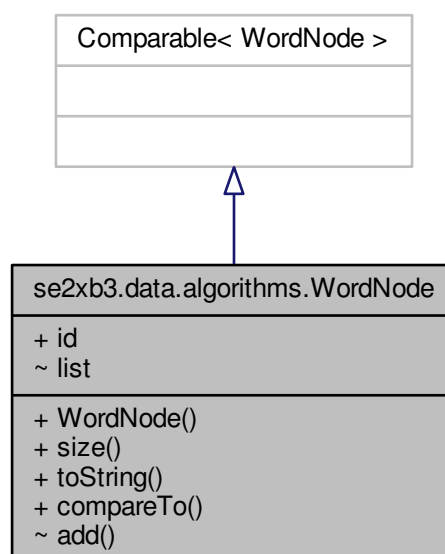 Comparable< WordNode >
se2xb3.data.algorithms.WordNode
+ id
~ list
+ WordNode()
+ size()
+ toString()
+ compareTo()
~ add()